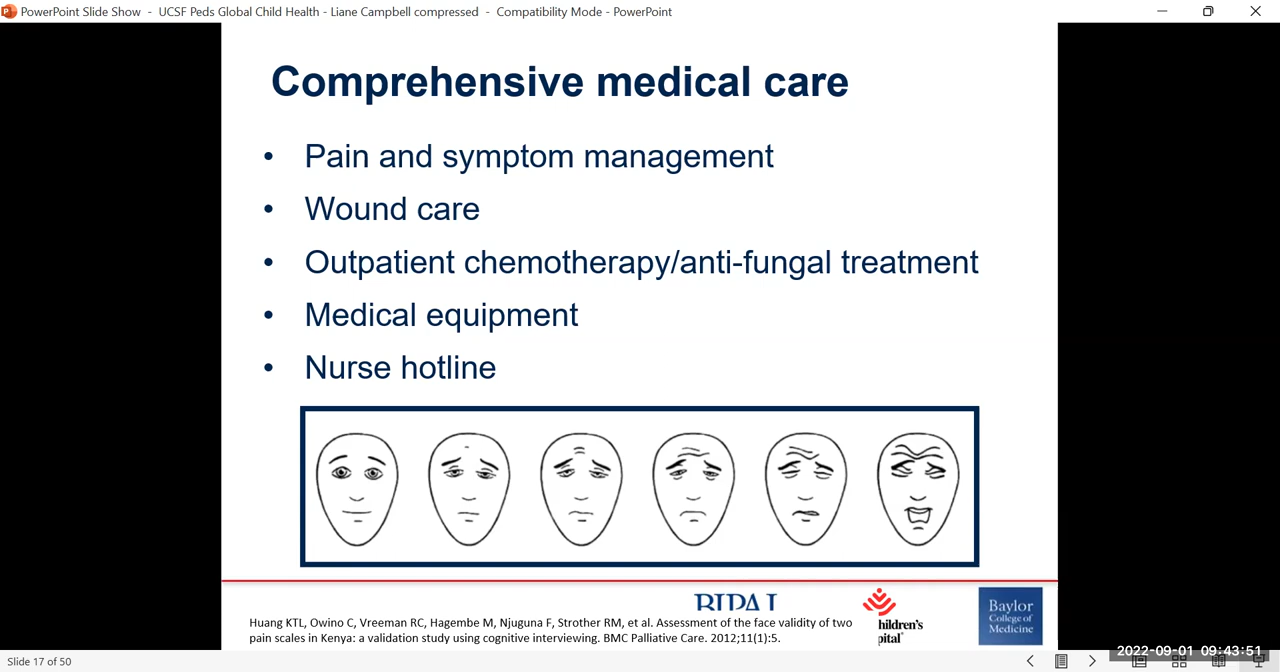 PowerPoint Slide Show - UCSF Peds Global Child Health - Liane Campbell compressed - Compatibility Mode - PowerPoint
Comprehensive medical care
• Pain and symptom management
• Wound care
• Outpatient chemotherapy/anti-fungal treatment
• Medical equipment
• Nurse hotline
Huang KTL, Owino C, Vreeman RC, Hagembe M, Njuguna F, Strother RM, et al. Assessment of the face validity of two
pain scales in Kenya: a validation study using cognitive interviewing. BMC Palliative Care. 2012;11(1):5.
hildren's
pital
Baylor
College of
Medicine
2022-09-01 09:43:51
Slide 17 of 50